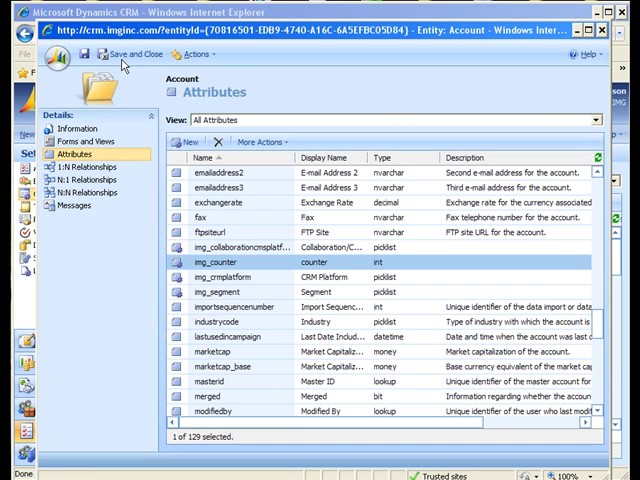 Microsoft Dynamics CRM - Windows Internet Explorer
http://crm.imginc.com/?entityId={70816501-EDB9-4740-A16C-6A5EFBC05D84} - Entity: Account - Windows Inter...
Save and Close Actions Help
Account
Attributes
Details:
Information
Forms and Views
Attributes
1:N Relationships
N:1 Relationships
N:N Relationships
Messages
View: All Attributes
New More Actions
Name Display Name Type Description
emailaddress2 E-mail Address 2 nvarchar Second e-mail address for the account.
emailaddress3 E-mail Address 3 nvarchar Third e-mail address for the account.
exchangerate Exchange Rate decimal Exchange rate for the currency associated
fax Fax nvarchar Fax telephone number for the account.
ftpsiteurl FTP Site nvarchar FTP site URL for the account.
img_collaborationcmsplatf... Collaboration/C... picklist
img_counter counter int
img_crmplatform CRM Platform picklist
img_segment Segment picklist
importsequencenumber Import Sequenc... int Unique identifier of the data import or data
industrycode Industry picklist Type of industry with which the account is
lastusedincampaign Last Date Includ... datetime Date and time when the account was last
marketcap Market Capitaliz... money Market capitalization of the account.
marketcap_base Market Capitaliz... money Base currency equivalent of the market
masterid Master ID lookup Unique identifier of the master account for
merged Merged bit Information regarding whether the account
modifiedby Modified By lookup Unique identifier of the user who last modif
1 of 129 selected.
Done Trusted sites 100%